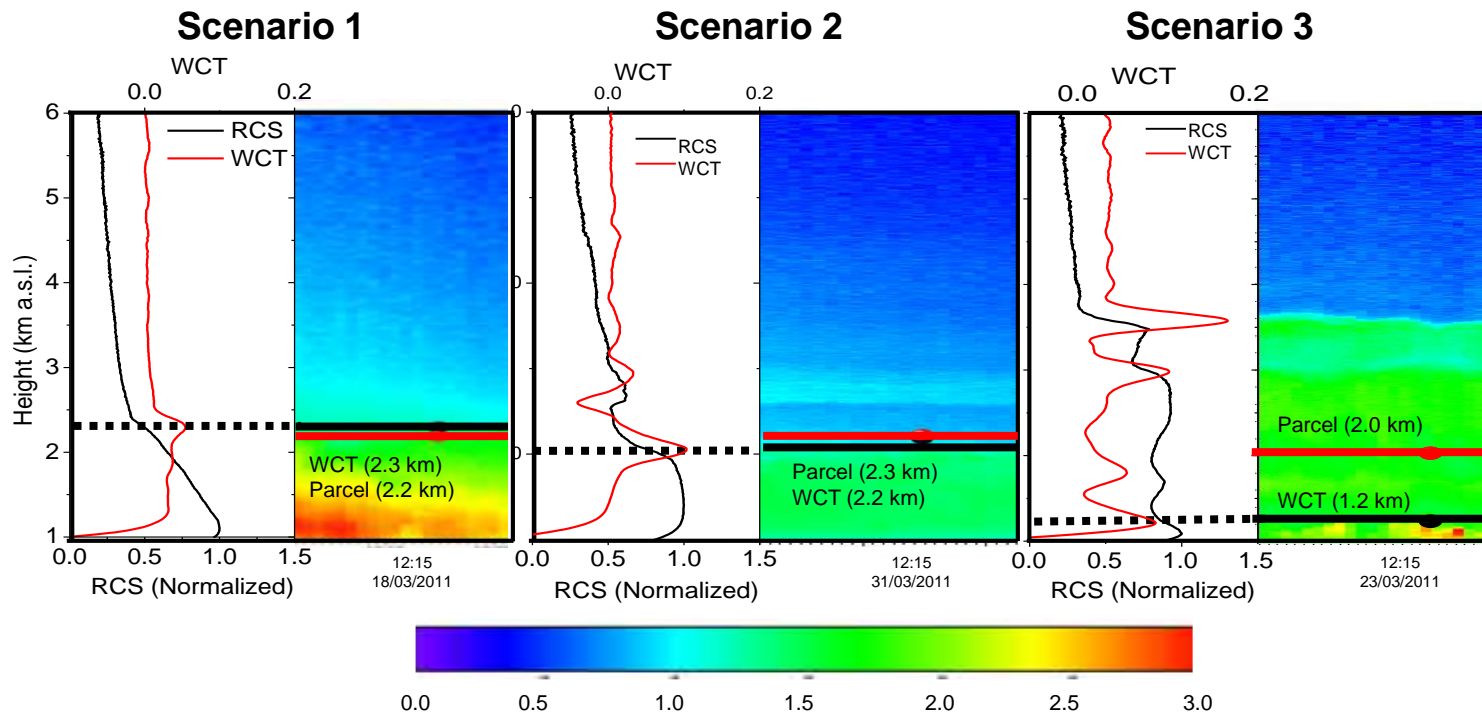 Scenario 1
Scenario 2
Scenario 3
WCT
0.0 0.2
WCT
0.0 0.2
WCT
0.0 0.2
RCS
WCT
RCS
WCT
RCS
WCT
Height (km a.s.l.)
6
5
4
3
2
1
0
0
0
WCT (2.3 km)
Parcel (2.2 km)
Parcel (2.3 km)
WCT (2.2 km)
Parcel (2.0 km)
WCT (1.2 km)
0.0 0.5 1.0 1.5
RCS (Normalized)
12:15
18/03/2011
0.0 0.5 1.0 1.5
RCS (Normalized)
12:15
31/03/2011
0.0 0.5 1.0 1.5
RCS (Normalized)
12:15
23/03/2011
0.0 0.5 1.0 1.5 2.0 2.5 3.0